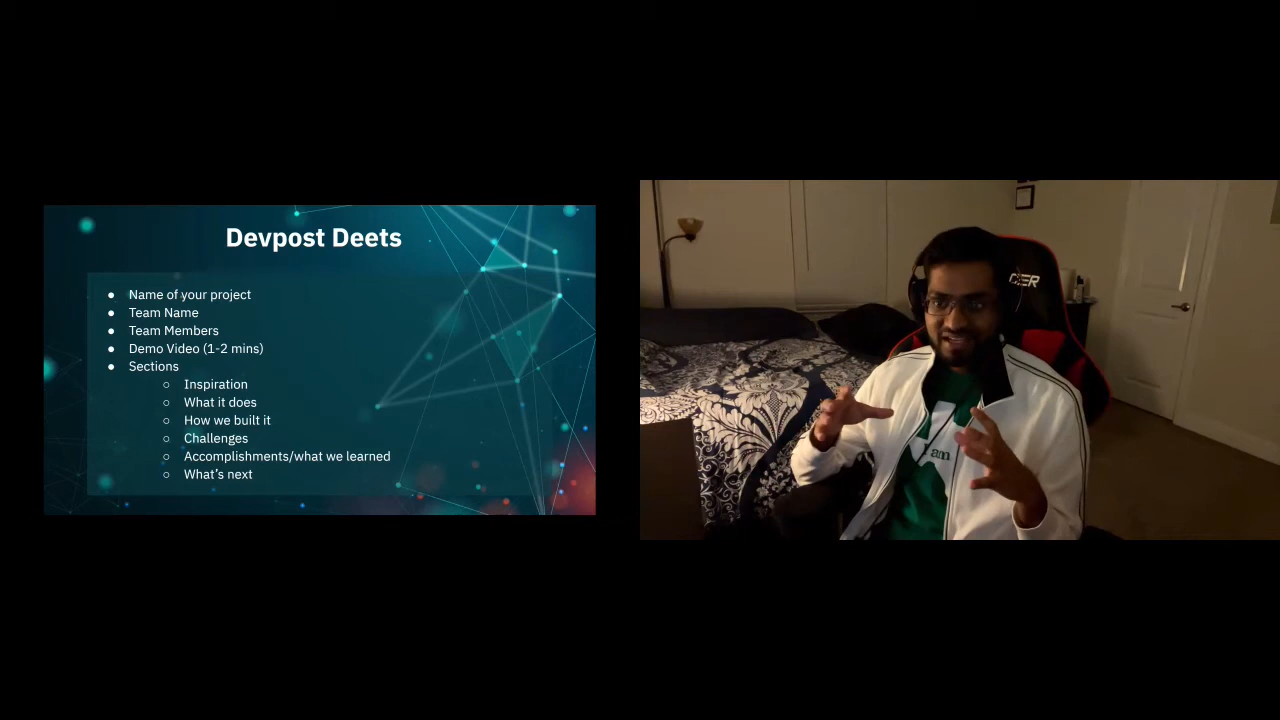 Devpost Deets
● Name of your project
● Team Name
● Team Members
● Demo Video (1-2 mins)
● Sections
○ Inspiration
○ What it does
○ How we built it
○ Challenges
○ Accomplishments/what we learned
○ What's next
am